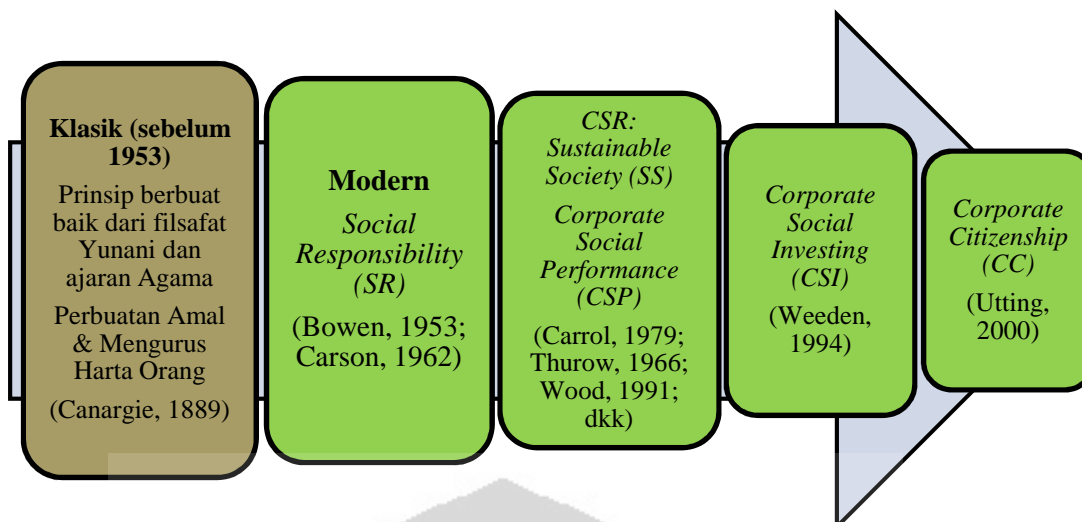 Klasik (sebelum
1953)
Prinsip berbuat
baik dari filsafat
Yunani dan
ajaran Agama
Perbuatan Amal
& Mengurus
Harta Orang
(Canargie, 1889)
Modern
Social
Responsibility
(SR)
(Bowen, 1953;
Carson, 1962)
CSR:
Sustainable
Society (SS)
Corporate
Social
Performance
(CSP)
(Carrol, 1979;
Thurow, 1966;
Wood, 1991;
dkk)
Corporate
Social
Investing
(CSI)
(Weeden,
1994)
Corporate
Citizenship
(CC)
(Utting,
2000)